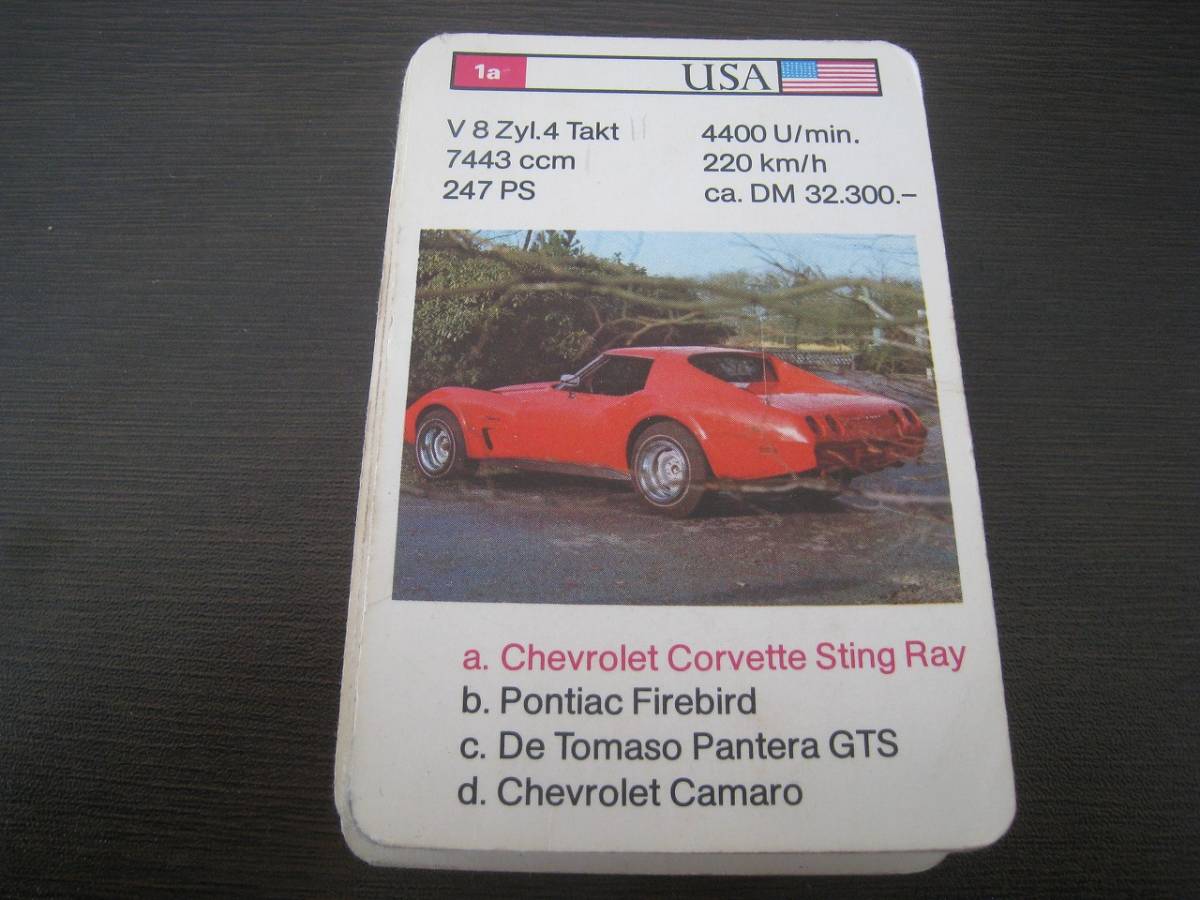 1a USA
V 8 Zyl.4 Takt 4400 U/min.
7443 ccm 220 km/h
247 PS ca. DM 32.300.–
a. Chevrolet Corvette Sting Ray
b. Pontiac Firebird
c. De Tomaso Pantera GTS
d. Chevrolet Camaro